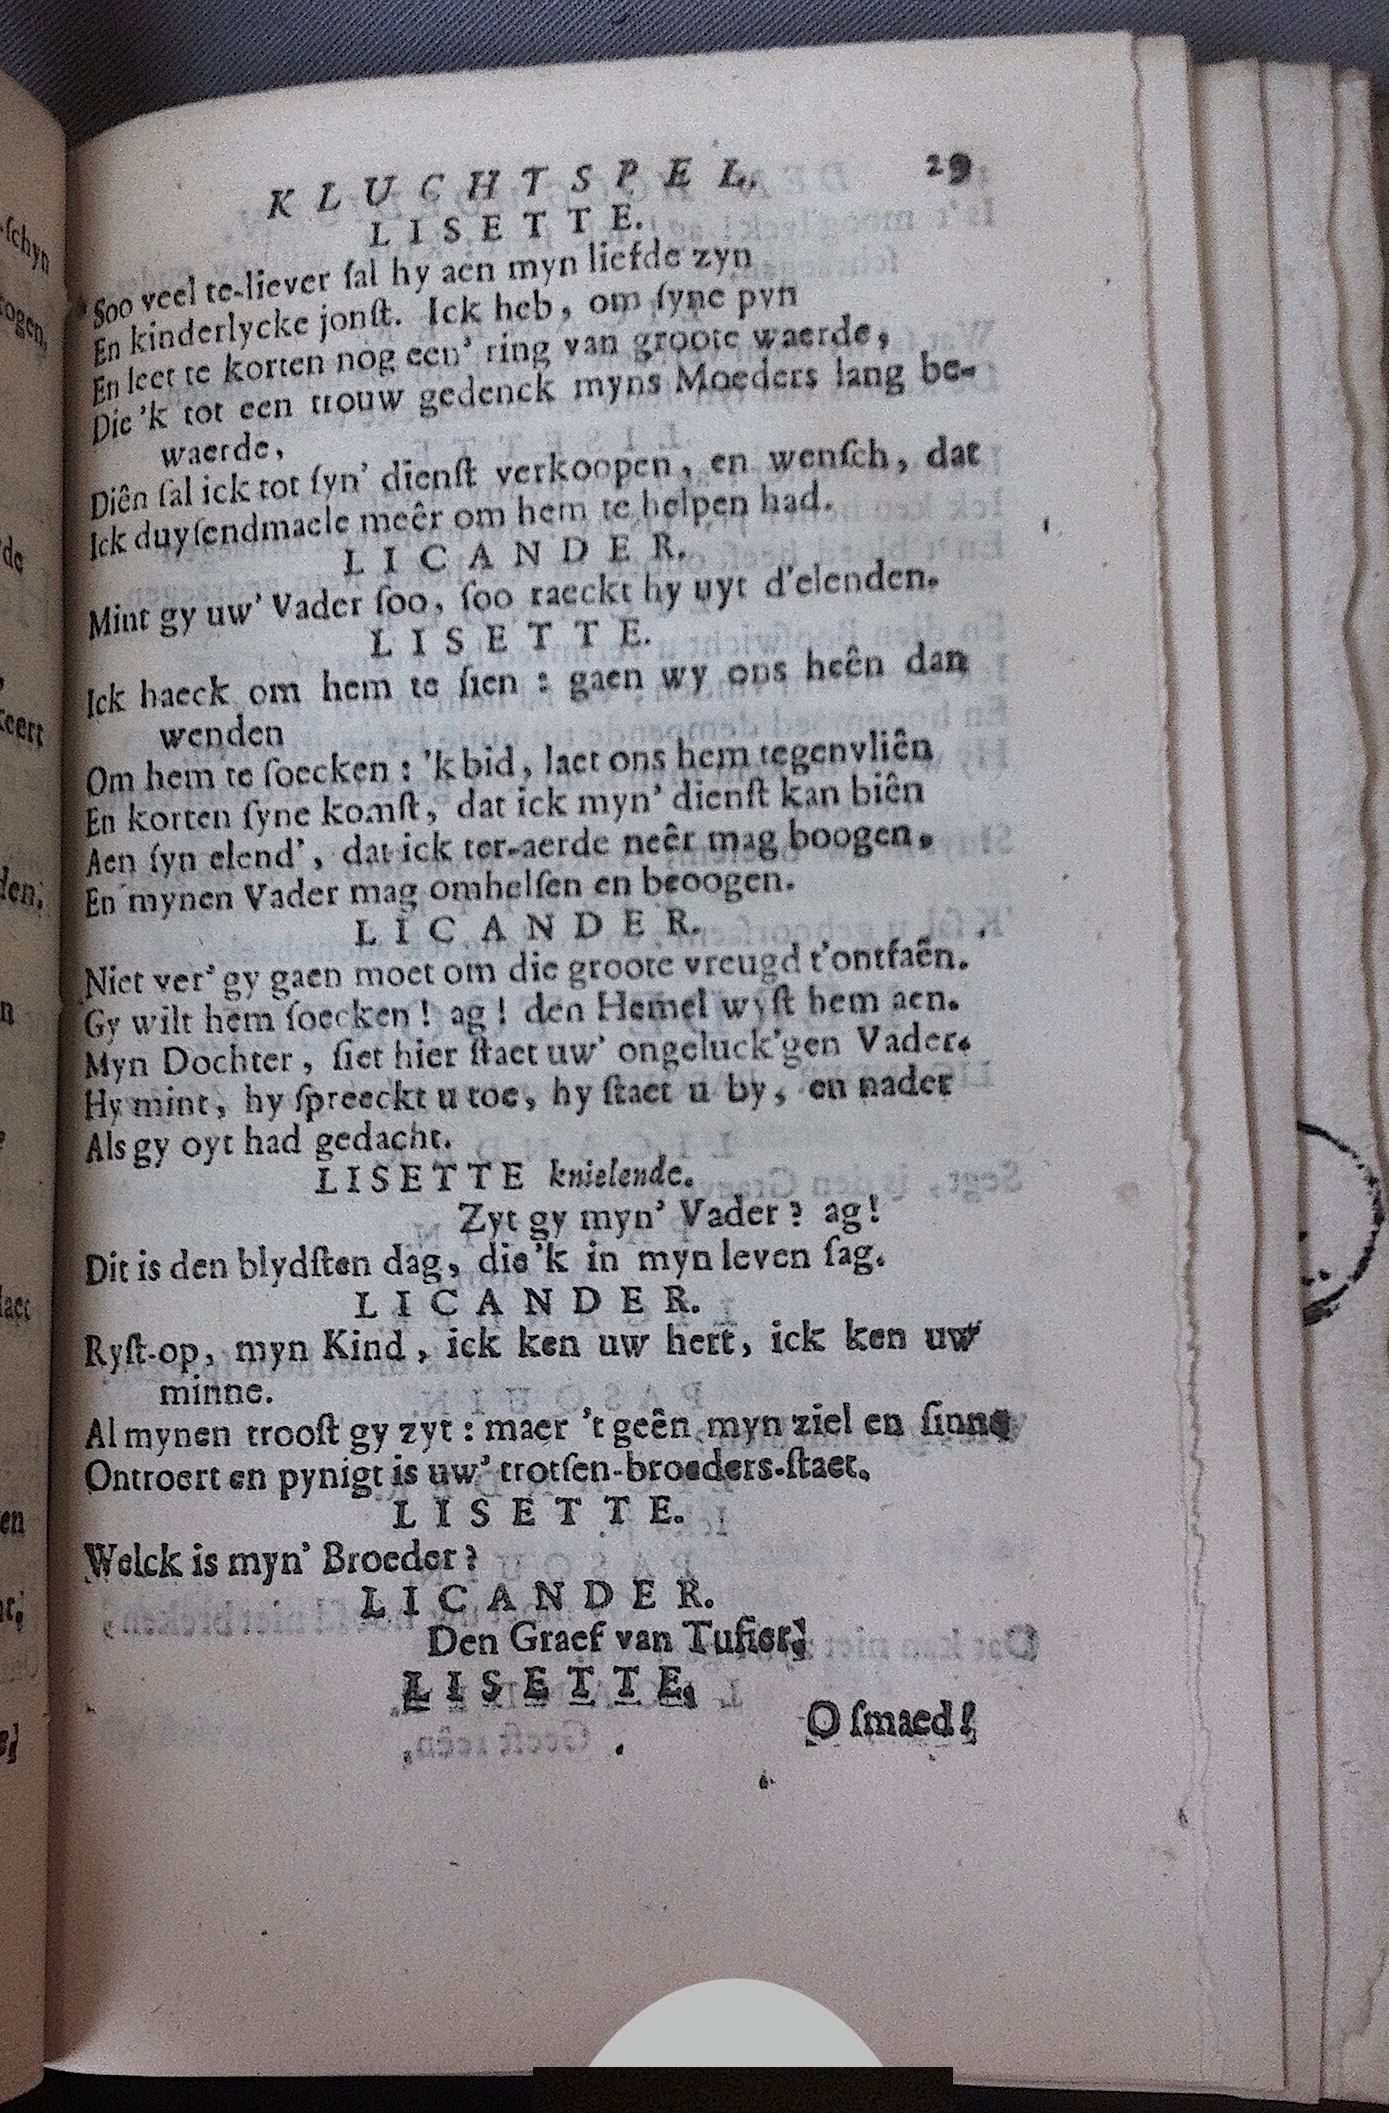 KLUCHTSPEL. 29
LISETTE.
Soo veel te-liever ſal hy aen myn liefde zyn
En kinderlycke jonſt. Ick heb, om ſyne pyn
En leet te korten nog een' ring van groote waerde,
Die 'k tot een trouw gedenck myns Moeders lang be-
waerde,
Diên ſal ick tot ſyn' dienſt verkoopen, en wenſch, dat
Ick duyſendmaele meêr om hem te helpen had.
LICANDER.
Mint gy uw' Vader ſoo, ſoo raeckt hy uyt d'elenden.
LISETTE.
Ick haeck om hem te ſien : gaen wy ons heên dan
wenden
Om hem te ſoecken : 'k bid, laet ons hem tegenvliên
En korten ſyne komſt, dat ick myn' dienſt kan biên
Aen ſyn elend', dat ick ter-aerde neêr mag boogen,
En mynen Vader mag omhelſen en beoogen.
LICANDER.
Niet ver' gy gaen moet om die groote vreugd t'ontfaên.
Gy wilt hem ſoecken ! ag ! den Hemel wyſt hem aen.
Myn Dochter, ſiet hier ſtaet uw' ongeluck'gen Vader.
Hy mint, hy ſpreeckt u toe, hy ſtaet u by, en nader
Als gy oyt had gedacht.
LISETTE knielende.
Zyt gy myn' Vader ? ag !
Dit is den blydſten dag, die 'k in myn leven ſag.
LICANDER.
Ryſt-op, myn Kind, ick ken uw hert, ick ken uw
minne.
Al mynen trooſt gy zyt : maer 't geên myn ziel en ſinne
Ontroert en pynigt is uw' trotſen-broeders-ſtaet.
LISETTE.
Welck is myn' Broeder ?
LICANDER.
Den Graef van Tufier.
LISETTE.
O ſmaed !